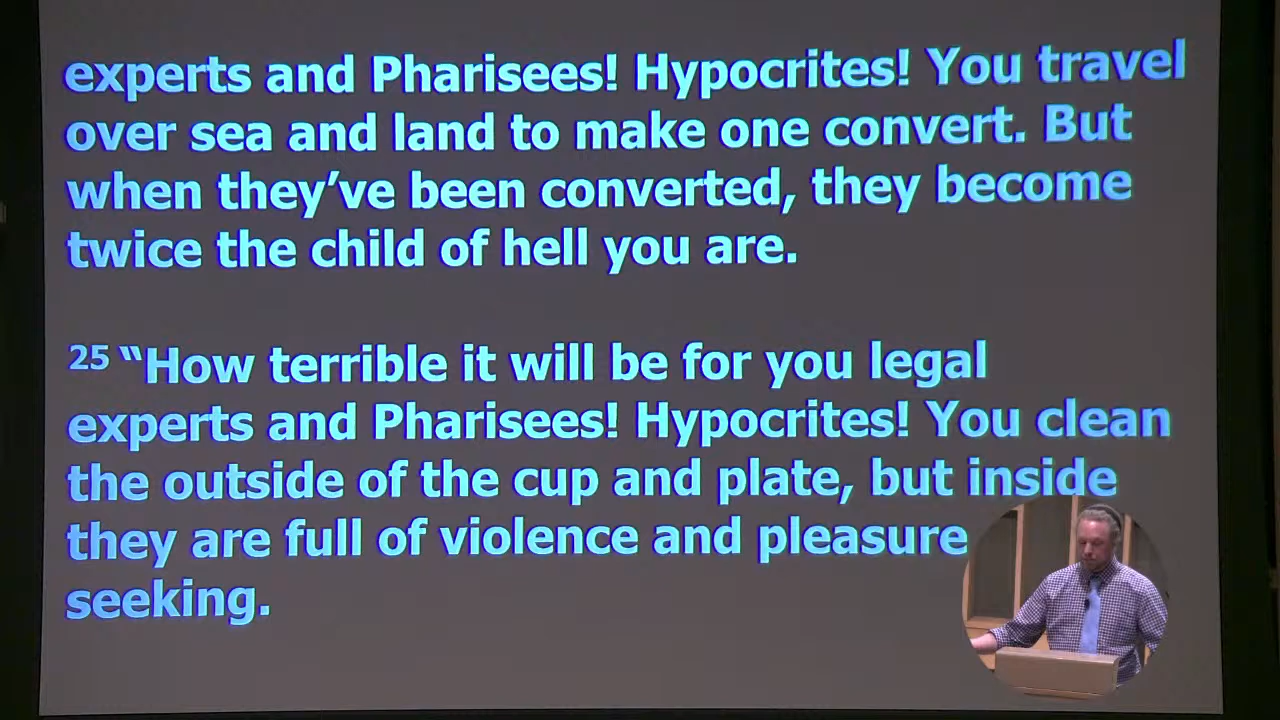 experts and Pharisees! Hypocrites! You travel
over sea and land to make one convert. But
when they’ve been converted, they become
twice the child of hell you are.
25 “How terrible it will be for you legal
experts and Pharisees! Hypocrites! You clean
the outside of the cup and plate, but inside
they are full of violence and pleasure
seeking.